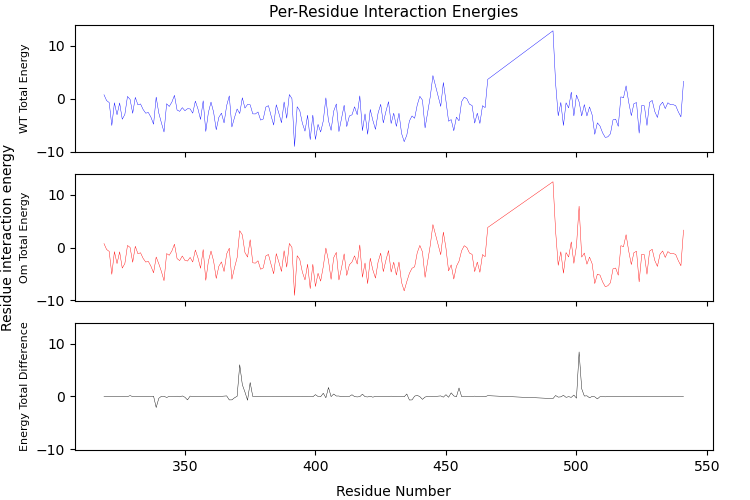 Per-Residue Interaction Energies
Residue interaction energy
WT Total Energy
10
0
−10
Om Total Energy
10
0
−10
Energy Total Difference
10
0
−10
350
400
450
500
550
Residue Number